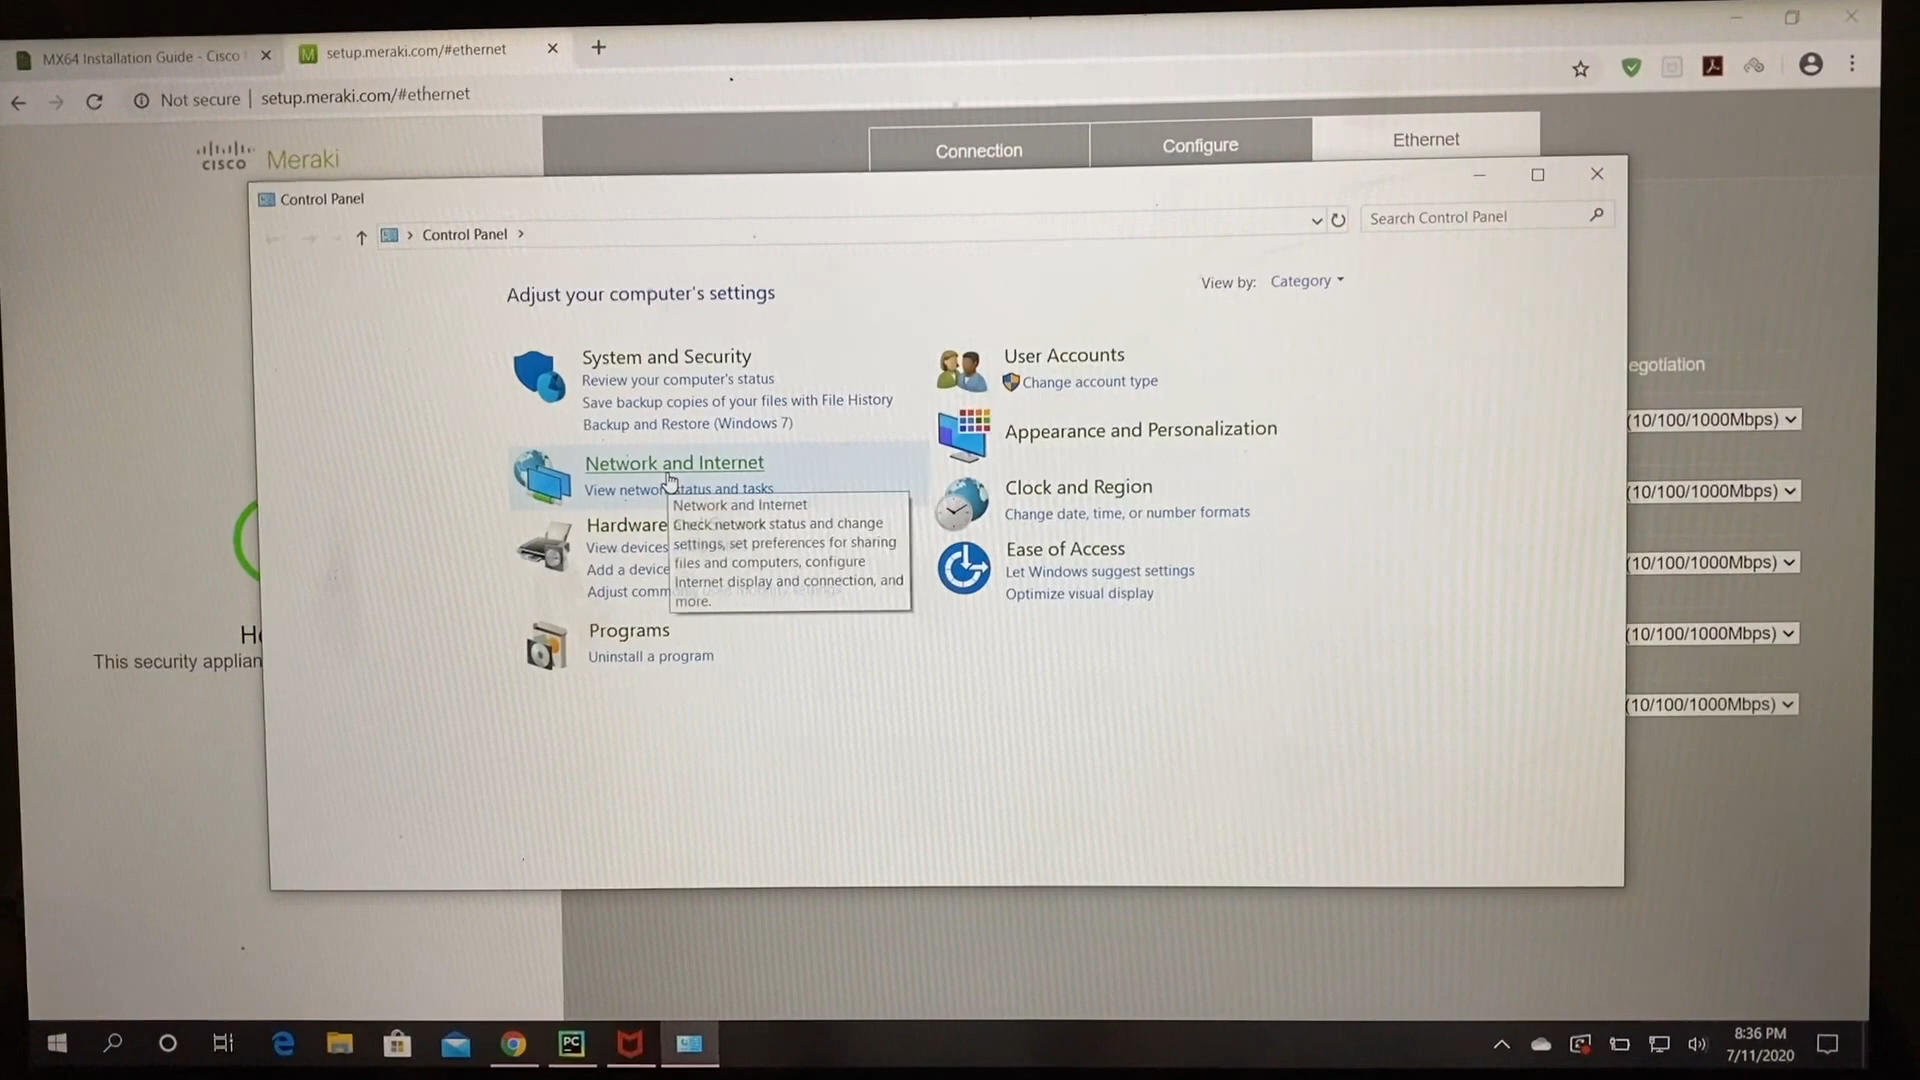 MX64 Installation Guide - Cisco
setup.meraki.com/#ethernet
Not secure | setup.meraki.com/#ethernet
CISCO Meraki
Connection
Configure
Ethernet
Control Panel
Control Panel
Search Control Panel
Adjust your computer's settings
View by: Category
System and Security
Review your computer's status
Save backup copies of your files with File History
Backup and Restore (Windows 7)
Network and Internet
View network status and tasks
Network and Internet
Check network status and change
settings, set preferences for sharing
files and computers, configure
Internet display and connection, and
more.
Hardware
View devices
Add a device
Adjust comm
Programs
Uninstall a program
User Accounts
Change account type
Appearance and Personalization
Clock and Region
Change date, time, or number formats
Ease of Access
Let Windows suggest settings
Optimize visual display
egotiation
(10/100/1000Mbps)
(10/100/1000Mbps)
(10/100/1000Mbps)
(10/100/1000Mbps)
(10/100/1000Mbps)
This security applian
PC
8:36 PM
7/11/2020